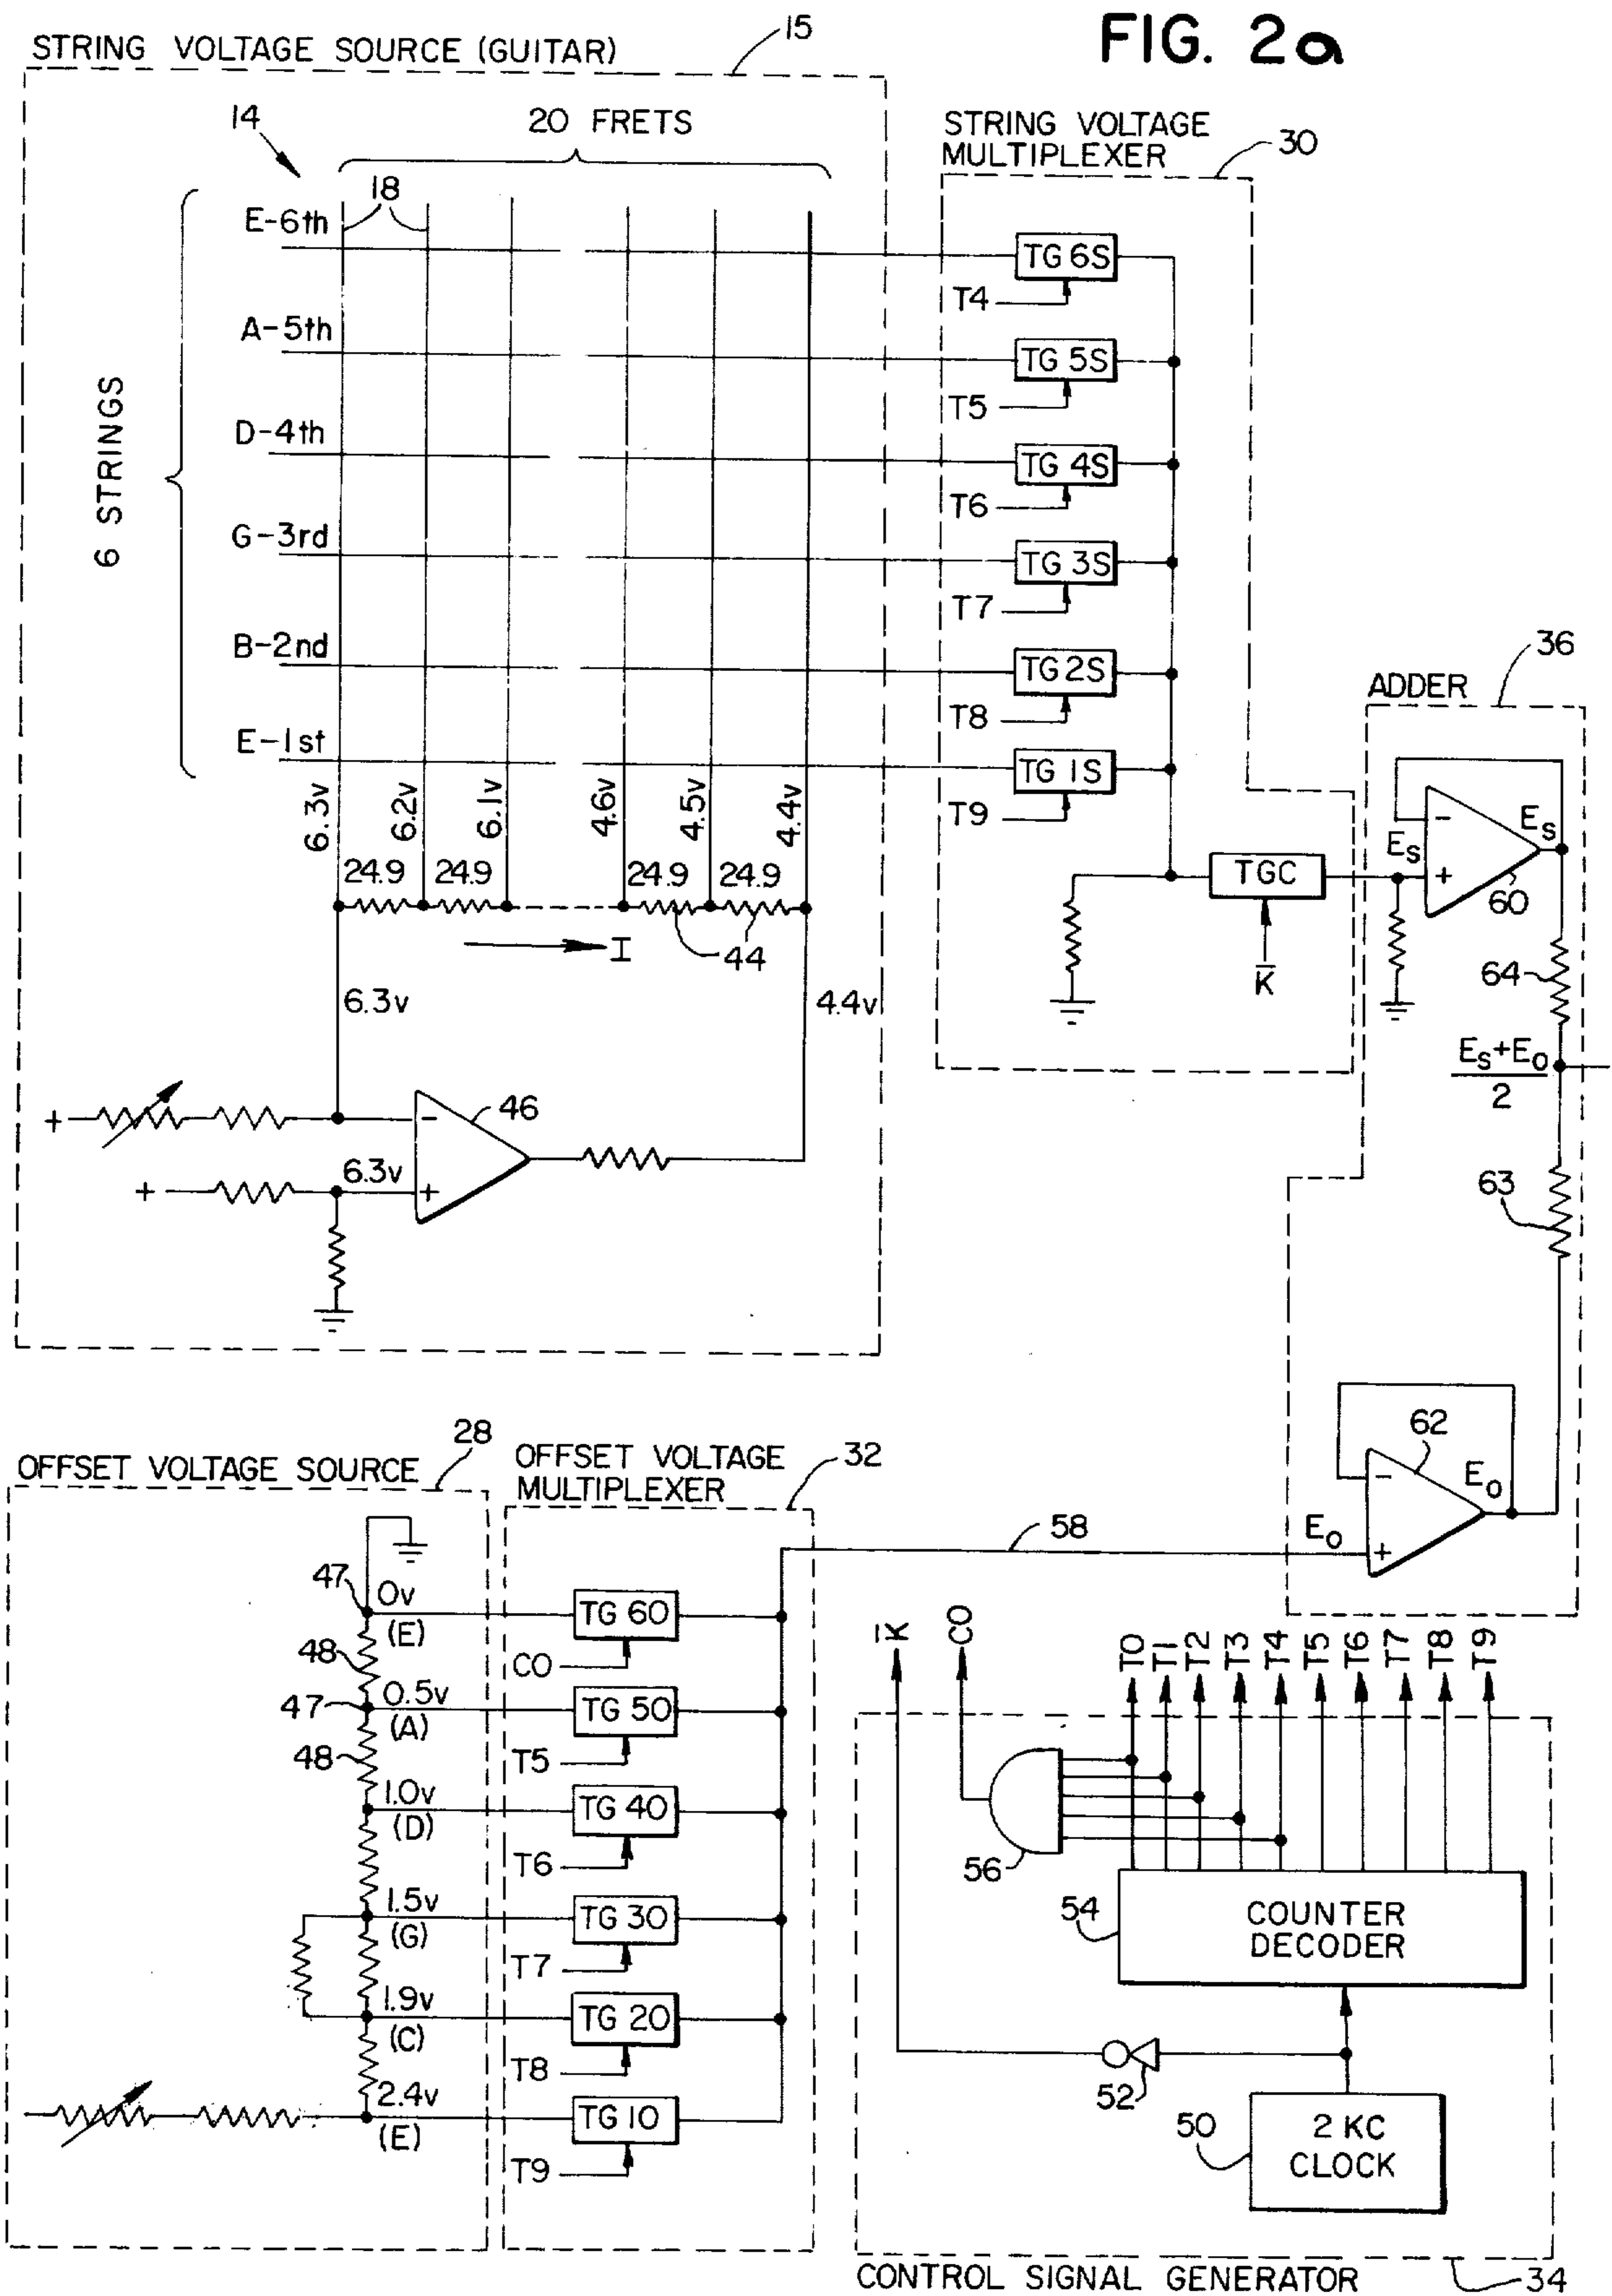 FIG. 2a
STRING VOLTAGE SOURCE (GUITAR)
15
14
20 FRETS
18
6 STRINGS
E-6th
A-5th
D-4th
G-3rd
B-2nd
E-1st
6.3v
6.2v
6.1v
4.6v
4.5v
4.4v
24.9
24.9
24.9
24.9
I
44
6.3v
4.4v
+
-
46
6.3v
+
+
STRING VOLTAGE
MULTIPLEXER
30
TG 6S
T4
TG 5S
T5
TG 4S
T6
TG 3S
T7
TG 2S
T8
TG 1S
T9
TGC
K̅
ADDER
36
-
Es
Es
+
60
64
Es+Eo
2
63
62
-
Eo
Eo
+
58
OFFSET VOLTAGE SOURCE
28
47
0v
(E)
48
47
0.5v
(A)
48
1.0v
(D)
1.5v
(G)
1.9v
(C)
2.4v
(E)
OFFSET VOLTAGE
MULTIPLEXER
32
TG 60
CO
TG 50
T5
TG 40
T6
TG 30
T7
TG 20
T8
TG 10
T9
K̅
CO
T0
T1
T2
T3
T4
T5
T6
T7
T8
T9
56
54
COUNTER
DECODER
52
50
2 KC
CLOCK
CONTROL SIGNAL GENERATOR
34